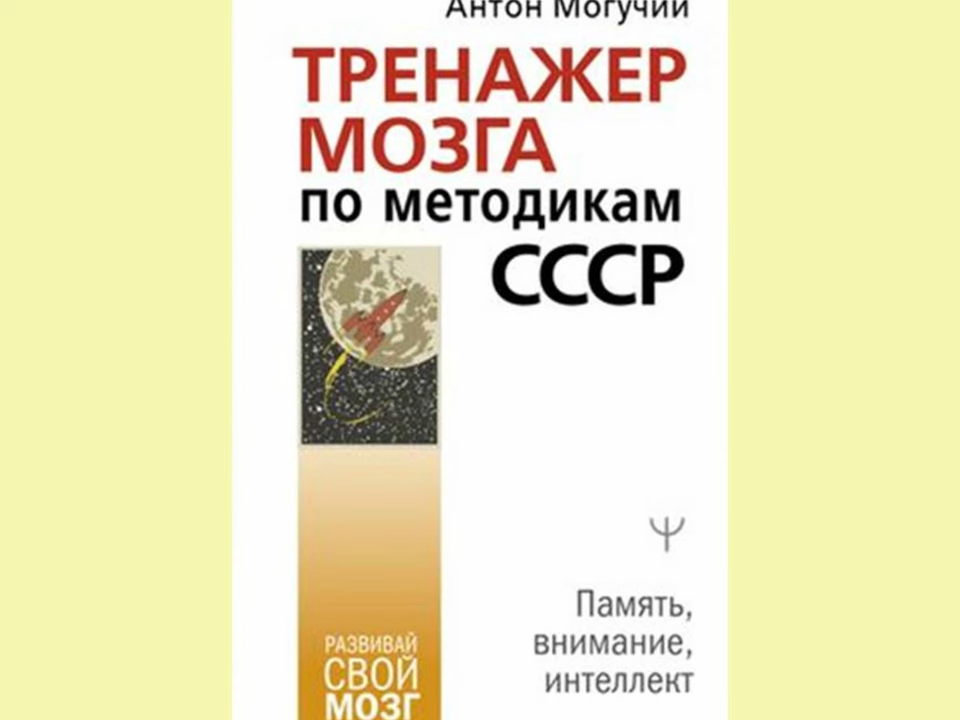 Антон Могучий
ТРЕНАЖЕР
МОЗГА
по методикам
СССР
Память,
внимание,
интеллект
РАЗВИВАЙ
СВОЙ
МОЗГ